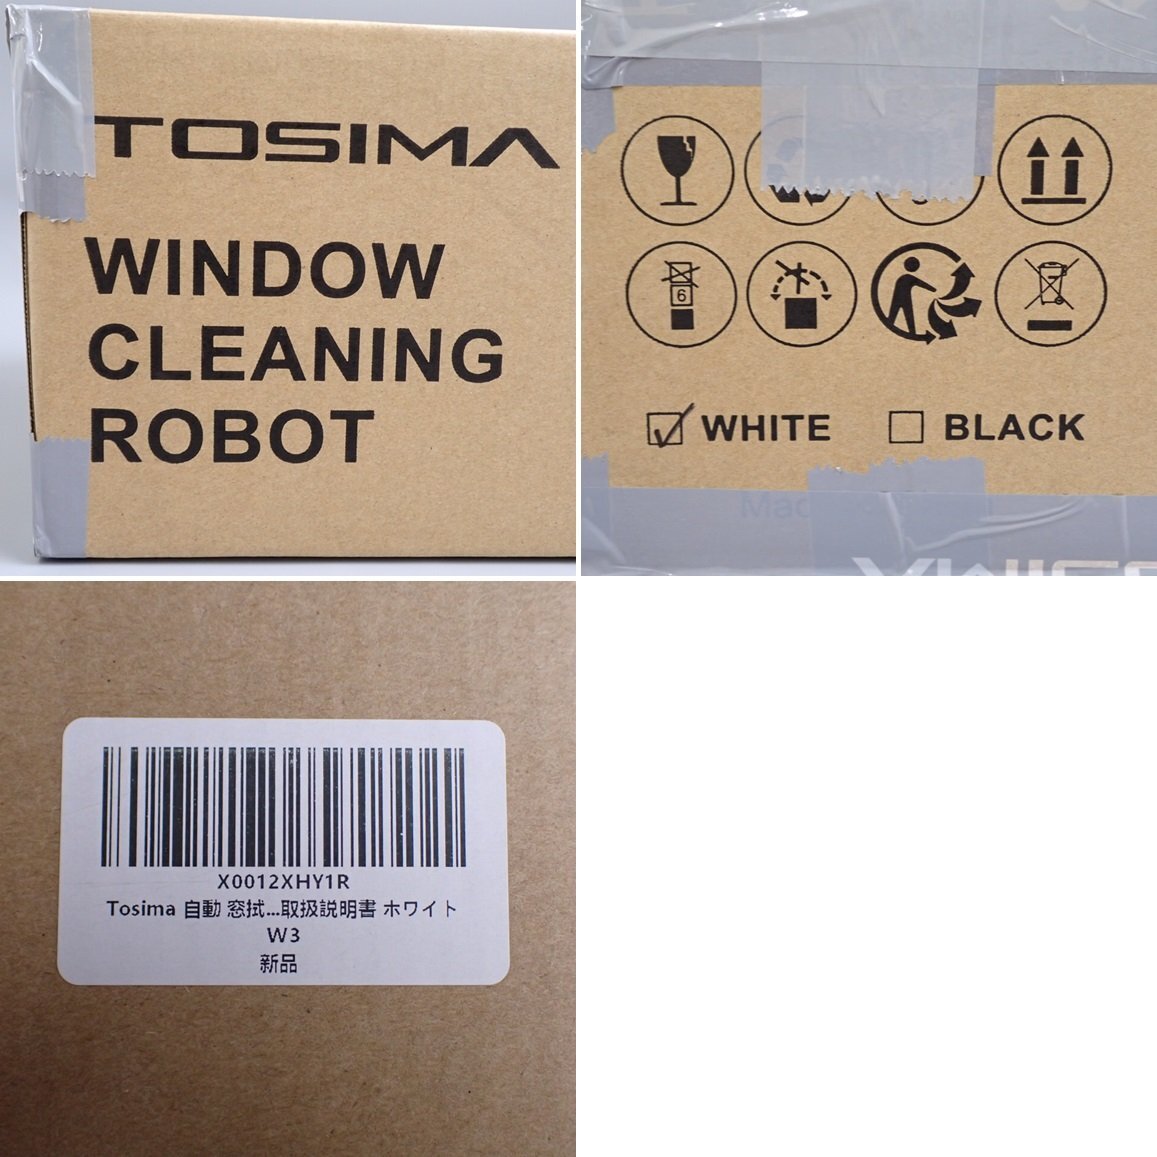 TOSIMA
WINDOW
CLEANING
ROBOT
6
WHITE BLACK
X0012XHY1R
Tosima 自動 窓拭...取扱説明書 ホワイト
W3
新品